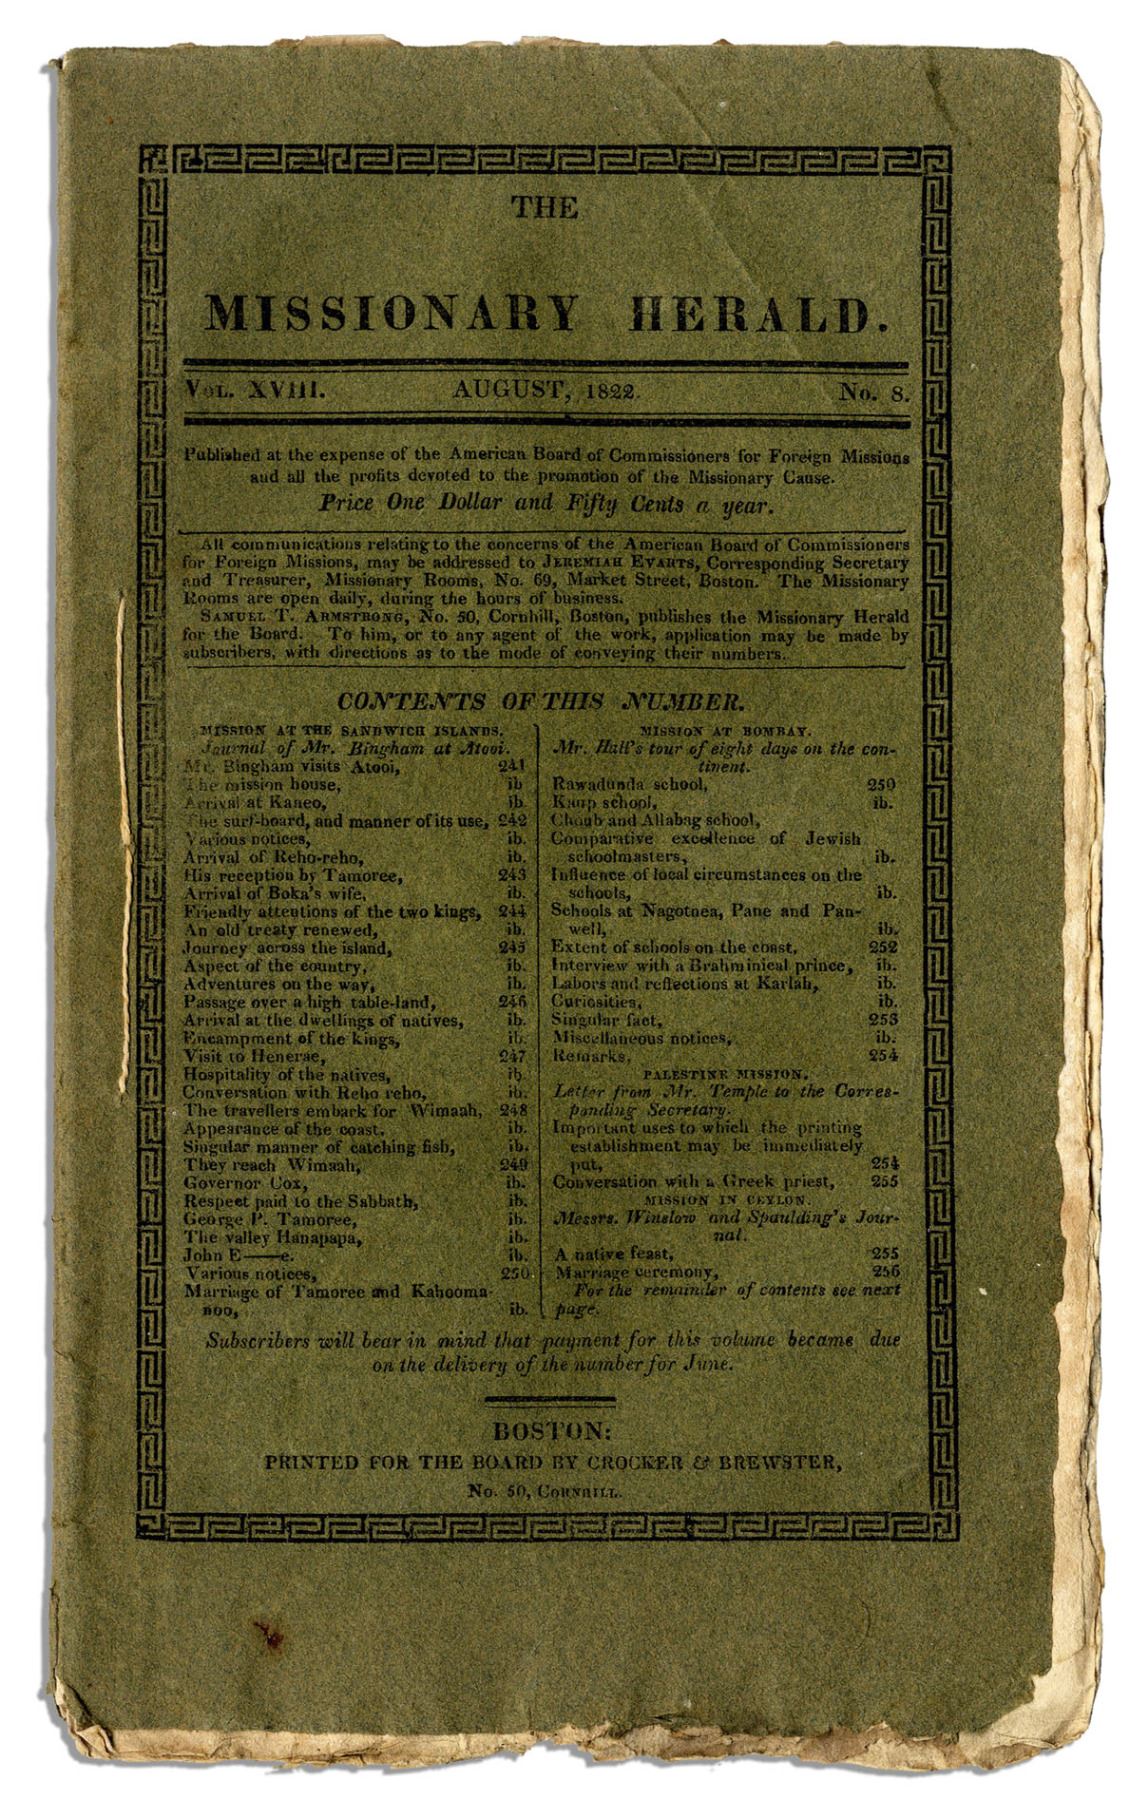 THE
MISSIONARY HERALD.
VOL. XVIII. AUGUST, 1822. No. 8.
Published at the expense of the American Board of Commissioners for Foreign Missions
and all the profits devoted to the promotion of the Missionary Cause.
Price One Dollar and Fifty Cents a year.
All communications relating to the concerns of the American Board of Commissioners
for Foreign Missions, may be addressed to JEREMIAH EVARTS, Corresponding Secretary
and Treasurer, Missionary Rooms, No. 69, Market Street, Boston. The Missionary
Rooms are open daily, during the hours of business.
SAMUEL T. ARMSTRONG, No. 50, Cornhill, Boston, publishes the Missionary Herald
for the Board. To him, or to any agent of the work, application may be made by
subscribers, with directions as to the mode of conveying their numbers.
CONTENTS OF THIS NUMBER.
MISSION AT THE SANDWICH ISLANDS.
Journal of Mr. Bingham at Atooi.
Mr. Bingham visits Atooi, 241
The mission house, ib
Arrival at Kaneo, ib
The surf-board, and manner of its use, 242
Various notices, ib.
Arrival of Reho-reho, ib.
His reception by Tamoree, 243
Arrival of Boka's wife, ib.
Friendly attentions of the two kings, 244
An old treaty renewed, ib.
Journey across the island, 245
Aspect of the country, ib.
Adventures on the way, ib.
Passage over a high table-land, 246
Arrival at the dwellings of natives, ib.
Encampment of the kings, ib.
Visit to Henerae, 247
Hospitality of the natives, ib.
Conversation with Reho reho, ib.
The travellers embark for Wimaah, 248
Appearance of the coast, ib.
Singular manner of catching fish, ib.
They reach Wimaah, 249
Governor Cox, ib.
Respect paid to the Sabbath, ib.
George P. Tamoree, ib.
The valley Hanapapa, ib.
John E——e. ib.
Various notices, 250
Marriage of Tamoree and Kahooma-
noo, ib.
MISSION AT BOMBAY.
Mr. Hall's tour of eight days on the con-
tinent.
Rawadunda school, 250
Kaup school, ib.
Choub and Allabag school,
Comparative excellence of Jewish
schoolmasters, ib.
Influence of local circumstances on the
schools, ib.
Schools at Nagotnea, Pane and Pan-
well, ib.
Extent of schools on the coast, 252
Interview with a Brahminical prince, ib.
Labors and reflections at Karlah, ib.
Curiosities, ib.
Singular fact, 253
Miscellaneous notices, ib.
Remarks, 254
PALESTINE MISSION.
Letter from Mr. Temple to the Corres-
ponding Secretary.
Important uses to which the printing
establishment may be immediately
put, 254
Conversation with a Greek priest, 255
MISSION IN CEYLON.
Messrs. Winslow and Spaulding's Jour-
nal.
A native feast, 255
Marriage ceremony, 256
For the remainder of contents see next
page.
Subscribers will bear in mind that payment for this volume became due
on the delivery of the number for June.
BOSTON:
PRINTED FOR THE BOARD BY CROCKER & BREWSTER,
No. 50, CORNHILL.